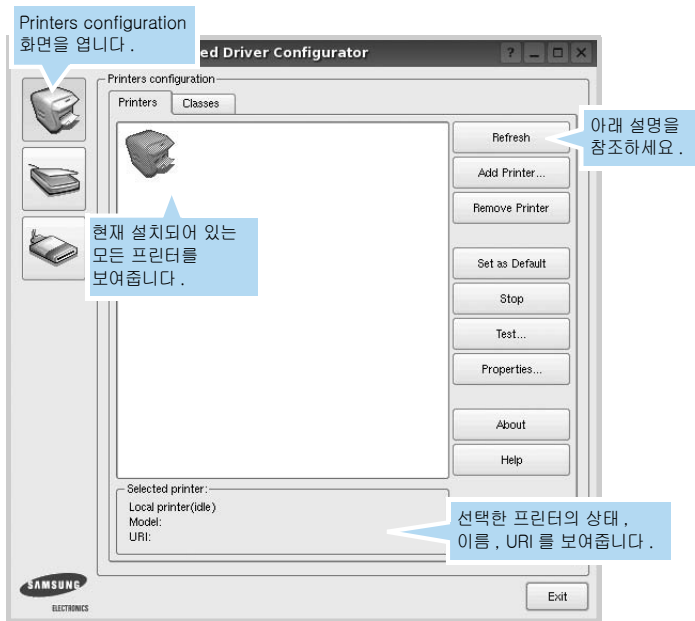 Printers configuration
화면을 엽니다 .
ed Driver Configurator
Printers configuration
Printers
Classes
Refresh
아래 설명을
참조하세요 .
Add Printer...
Remove Printer
현재 설치되어 있는
모든 프린터를
보여줍니다 .
Set as Default
Stop
Test...
Properties...
About
Help
Selected printer:
Local printer(idle)
Model:
URI:
선택한 프린터의 상태 ,
이름 , URI 를 보여줍니다 .
SAMSUNG
ELECTRONICS
Exit